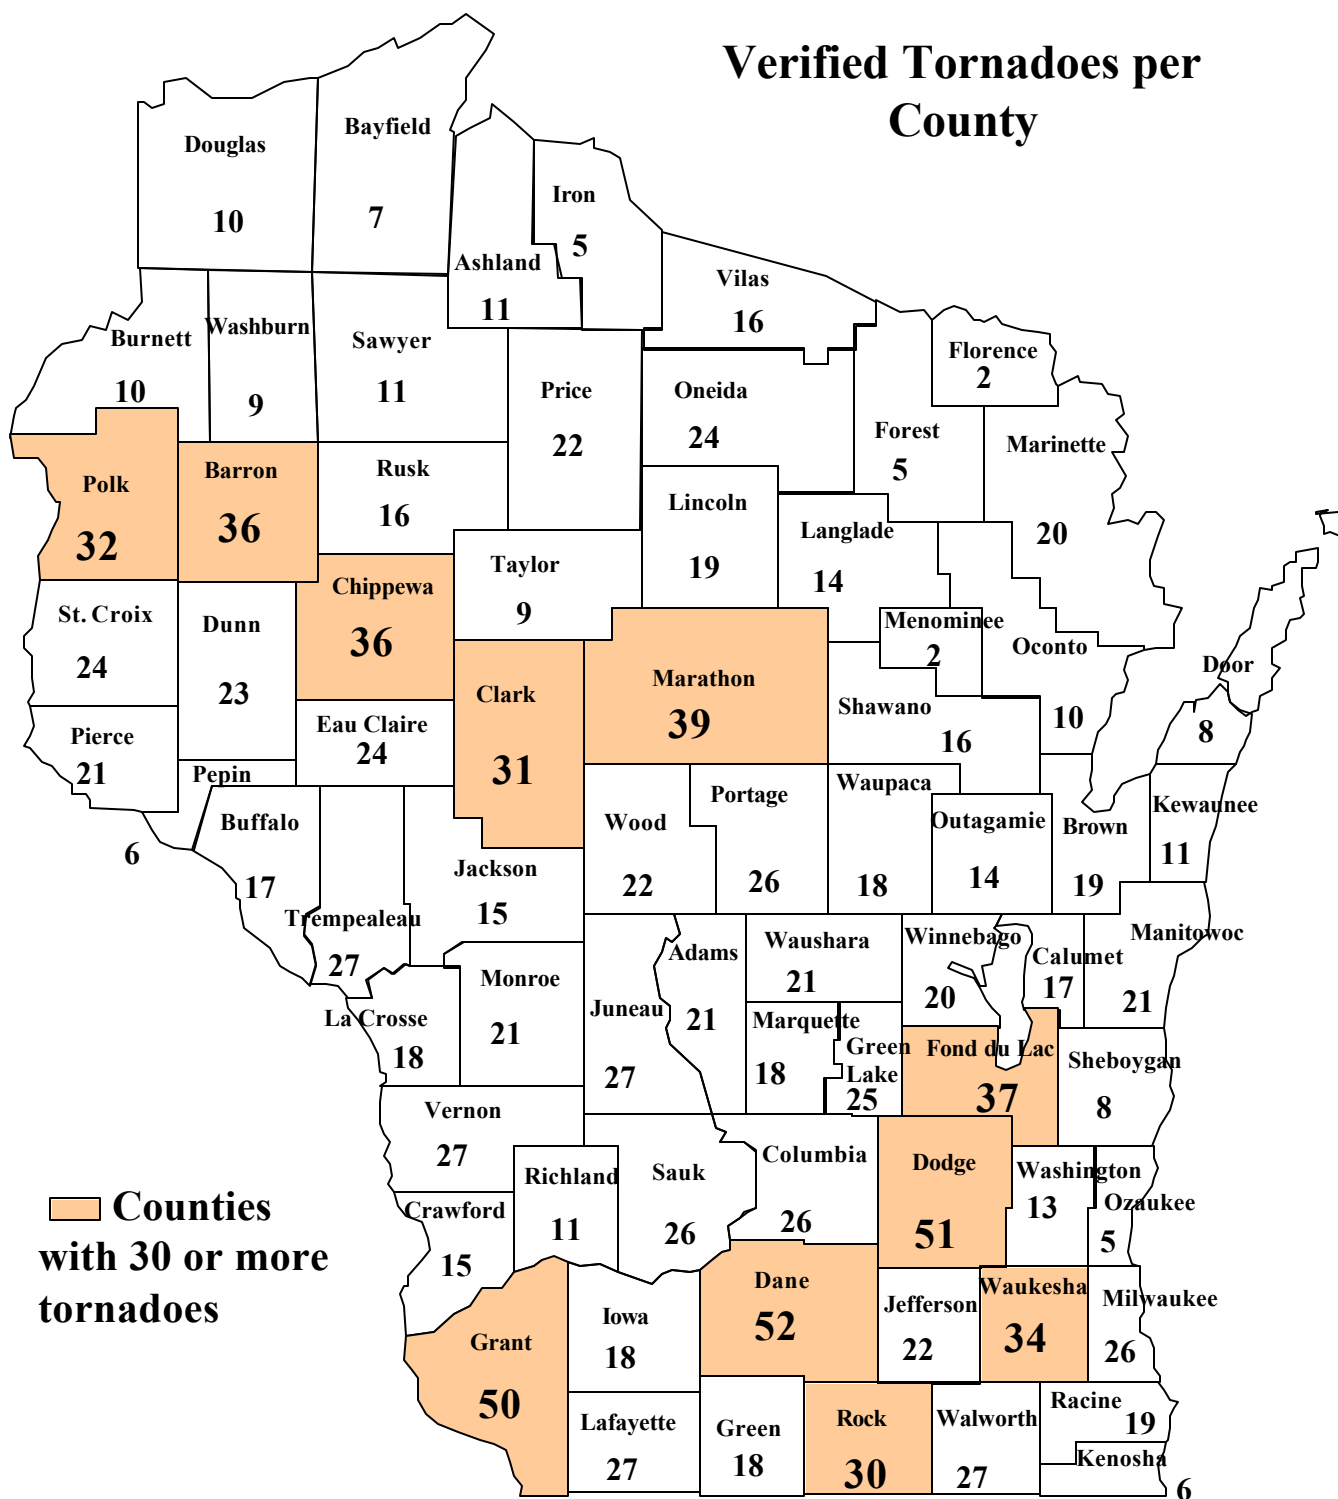 Verified Tornadoes per
County
Douglas
10
Bayfield
7
Ashland
11
Iron
5
Vilas
16
Burnett
10
Washburn
9
Sawyer
11
Price
22
Oneida
24
Florence
2
Forest
5
Marinette
20
Polk
32
Barron
36
Rusk
16
Lincoln
19
Langlade
14
Taylor
9
Chippewa
36
St. Croix
24
Dunn
23
Menominee
2
Oconto
10
Door
8
Clark
31
Marathon
39
Shawano
16
Pierce
21
Eau Claire
24
Pepin
6
Buffalo
17
Trempealeau
27
Jackson
15
Wood
22
Portage
26
Waupaca
18
Outagamie
14
Brown
19
Kewaunee
11
La Crosse
18
Monroe
21
Juneau
27
Adams
21
Waushara
21
Winnebago
20
Calumet
17
Manitowoc
21
Marquette
18
Green
Lake
25
Fond du Lac
37
Sheboygan
8
Vernon
27
Richland
11
Sauk
26
Columbia
26
Dodge
51
Washington
13
Ozaukee
5
Crawford
15
Counties
with 30 or more
tornadoes
Grant
50
Iowa
18
Dane
52
Jefferson
22
Waukesha
34
Milwaukee
26
Lafayette
27
Green
18
Rock
30
Walworth
27
Racine
19
Kenosha
6